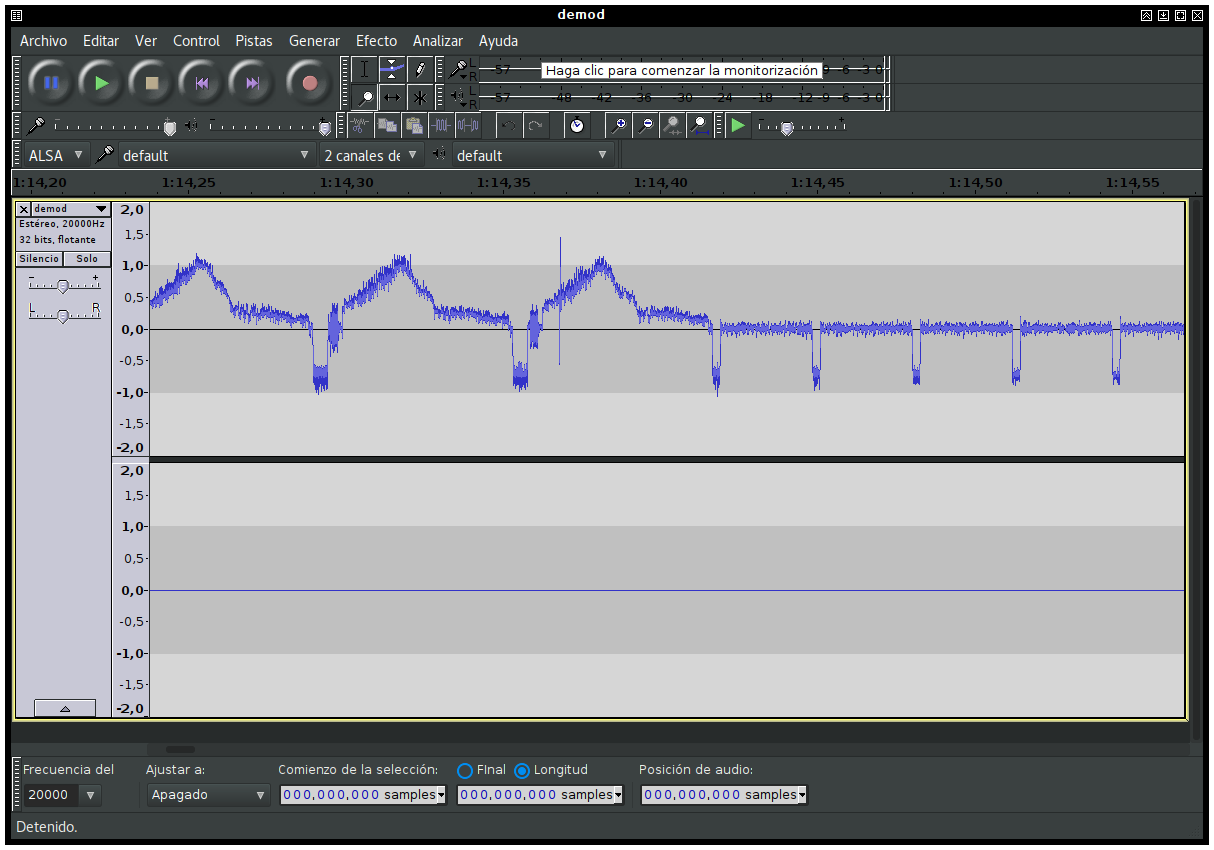 demod
Archivo Editar Ver Control Pistas Generar Efecto Analizar Ayuda
L
R
-57 Haga clic para comenzar la monitorización -9 -6 -3 0
L
R
-57 -48 -42 -36 -30 -24 -18 -12 -9 -6 -3 0
- + - + - +
ALSA default 2 canales de default
1:14,20 1:14,25 1:14,30 1:14,35 1:14,40 1:14,45 1:14,50 1:14,55
demod
Estéreo, 20000Hz
32 bits, flotante
Silencio Solo
- +
L R
2,0
1,5
1,0
0,5
0,0
-0,5
-1,0
-1,5
-2,0
2,0
1,5
1,0
0,5
0,0
-0,5
-1,0
-1,5
-2,0
Frecuencia del Ajustar a: Comienzo de la selección: FInal Longitud Posición de audio:
20000 Apagado 000,000,000 samples 000,000,000 samples 000,000,000 samples
Detenido.